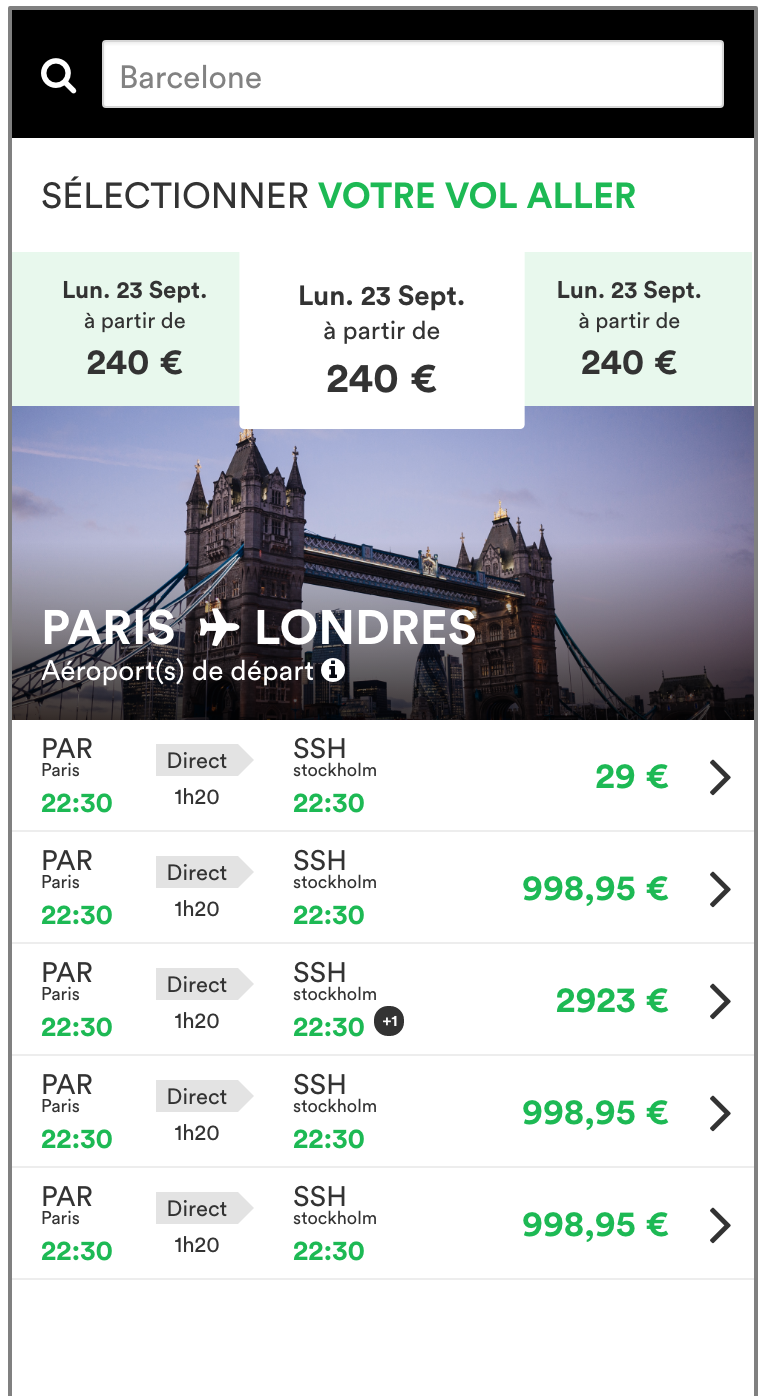 Barcelone
SÉLECTIONNER VOTRE VOL ALLER
Lun. 23 Sept.
à partir de
240 €
Lun. 23 Sept.
à partir de
240 €
Lun. 23 Sept.
à partir de
240 €
PARIS LONDRES
Aéroport(s) de départ
PAR
Paris
22:30
Direct
1h20
SSH
stockholm
22:30
29 €
PAR
Paris
22:30
Direct
1h20
SSH
stockholm
22:30
998,95 €
PAR
Paris
22:30
Direct
1h20
SSH
stockholm
22:30 +1
2923 €
PAR
Paris
22:30
Direct
1h20
SSH
stockholm
22:30
998,95 €
PAR
Paris
22:30
Direct
1h20
SSH
stockholm
22:30
998,95 €